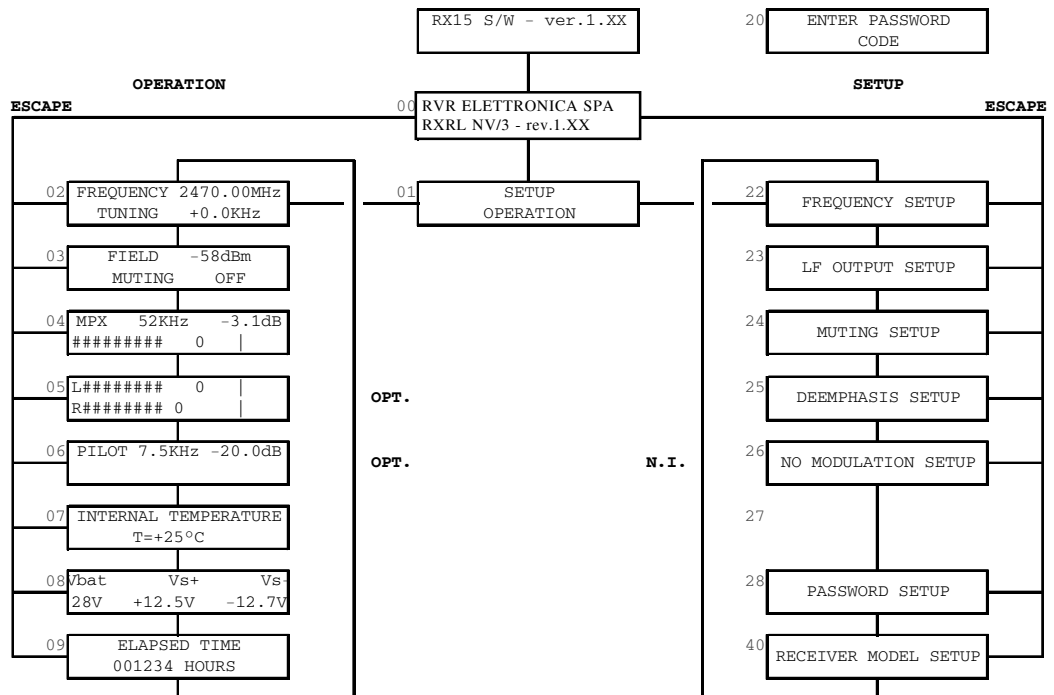 RX15 S/W - ver.1.XX
20 ENTER PASSWORD
CODE
OPERATION
SETUP
ESCAPE
00 RVR ELETTRONICA SPA
RXRL NV/3 - rev.1.XX
ESCAPE
02 FREQUENCY 2470.00MHz
TUNING +0.0KHz
01 SETUP
OPERATION
22 FREQUENCY SETUP
03 FIELD -58dBm
MUTING OFF
23 LF OUTPUT SETUP
04 MPX 52KHz -3.1dB
######### 0 |
24 MUTING SETUP
05 L######## 0 |
R######## 0 |
OPT.
25 DEEMPHASIS SETUP
06 PILOT 7.5KHz -20.0dB
OPT.
N.I.
26 NO MODULATION SETUP
07 INTERNAL TEMPERATURE
T=+25°C
27
08 Vbat Vs+ Vs-
28V +12.5V -12.7V
28 PASSWORD SETUP
09 ELAPSED TIME
001234 HOURS
40 RECEIVER MODEL SETUP